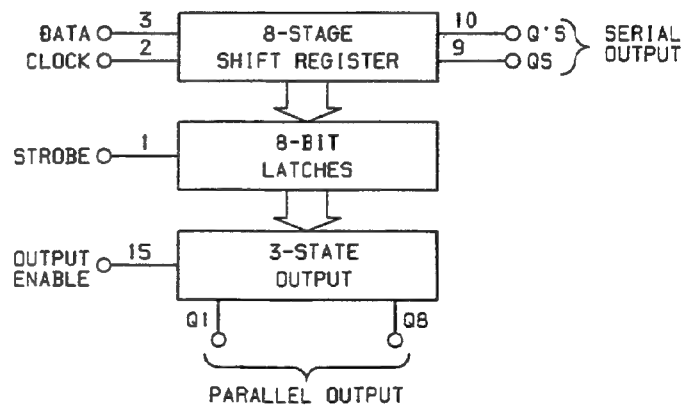 DATA 3
CLOCK 2
8-STAGE
SHIFT REGISTER
10 Q'S
9 QS
SERIAL
OUTPUT
STROBE 1
8-BIT
LATCHES
OUTPUT
ENABLE
15
3-STATE
OUTPUT
Q1
Q8
PARALLEL OUTPUT